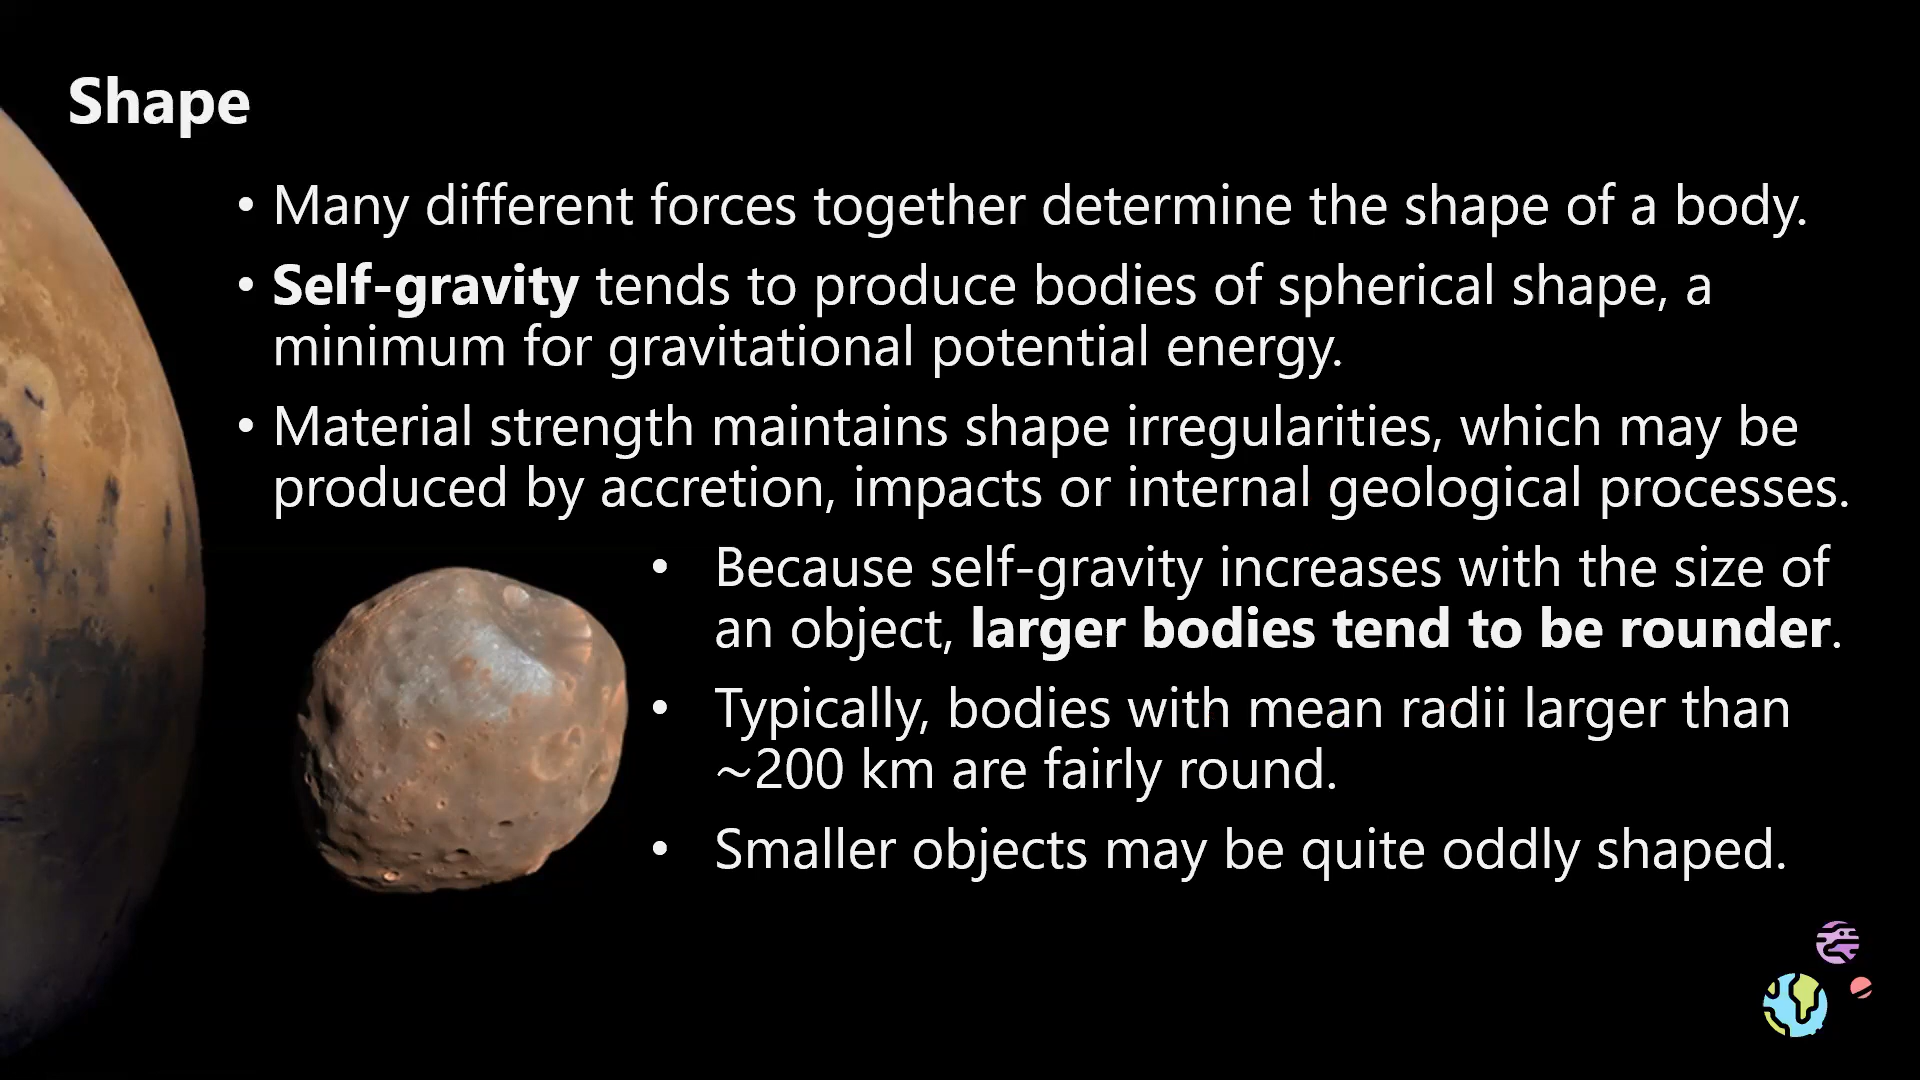 Shape
• Many different forces together determine the shape of a body.
• Self-gravity tends to produce bodies of spherical shape, a
minimum for gravitational potential energy.
• Material strength maintains shape irregularities, which may be
produced by accretion, impacts or internal geological processes.
• Because self-gravity increases with the size of
an object, larger bodies tend to be rounder.
• Typically, bodies with mean radii larger than
~200 km are fairly round.
• Smaller objects may be quite oddly shaped.